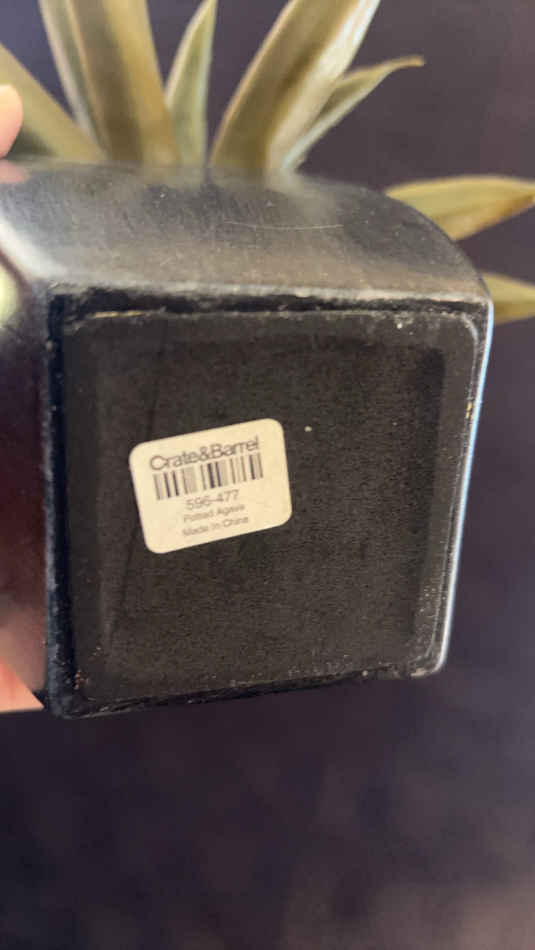 Crate&Barrel
596-477
Potted Agave
Made in China